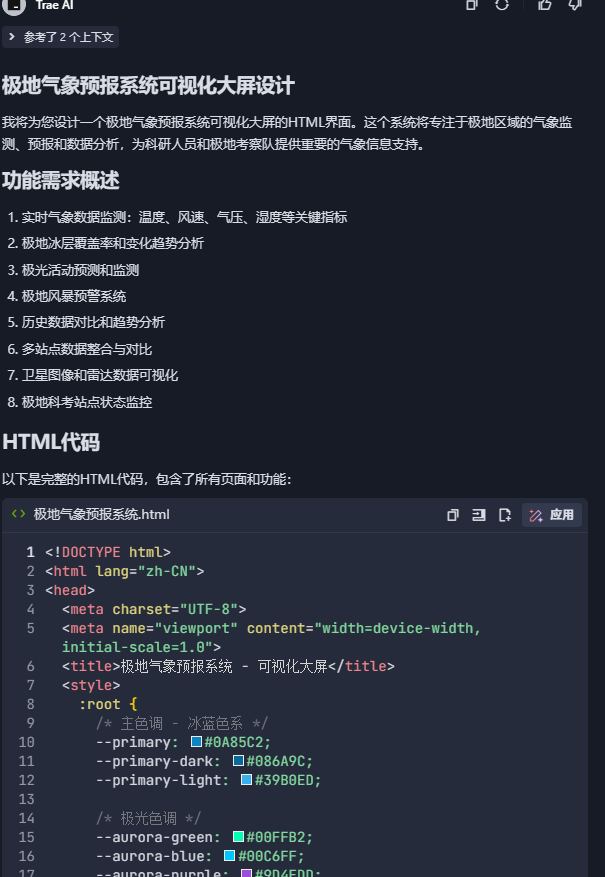 Trae AI
参考了 2 个上下文
极地气象预报系统可视化大屏设计
我将为您设计一个极地气象预报系统可视化大屏的HTML界面。这个系统将专注于极地区域的气象监
测、预报和数据分析，为科研人员和极地考察队提供重要的气象信息支持。
功能需求概述
1. 实时气象数据监测：温度、风速、气压、湿度等关键指标
2. 极地冰层覆盖率和变化趋势分析
3. 极光活动预测和监测
4. 极地风暴预警系统
5. 历史数据对比和趋势分析
6. 多站点数据整合与对比
7. 卫星图像和雷达数据可视化
8. 极地科考站点状态监控
HTML代码
以下是完整的HTML代码，包含了所有页面和功能：
<> 极地气象预报系统.html
应用
1 <!DOCTYPE html>
2 <html lang="zh-CN">
3 <head>
4 <meta charset="UTF-8">
5 <meta name="viewport" content="width=device-width,
initial-scale=1.0">
6 <title>极地气象预报系统 - 可视化大屏</title>
7 <style>
8 :root {
9 /* 主色调 - 冰蓝色系 */
10 --primary: #0A85C2;
11 --primary-dark: #086A9C;
12 --primary-light: #39B0ED;
13
14 /* 极光色调 */
15 --aurora-green: #00FFB2;
16 --aurora-blue: #00C6FF;
17 --aurora-purple: #9D4EDD;